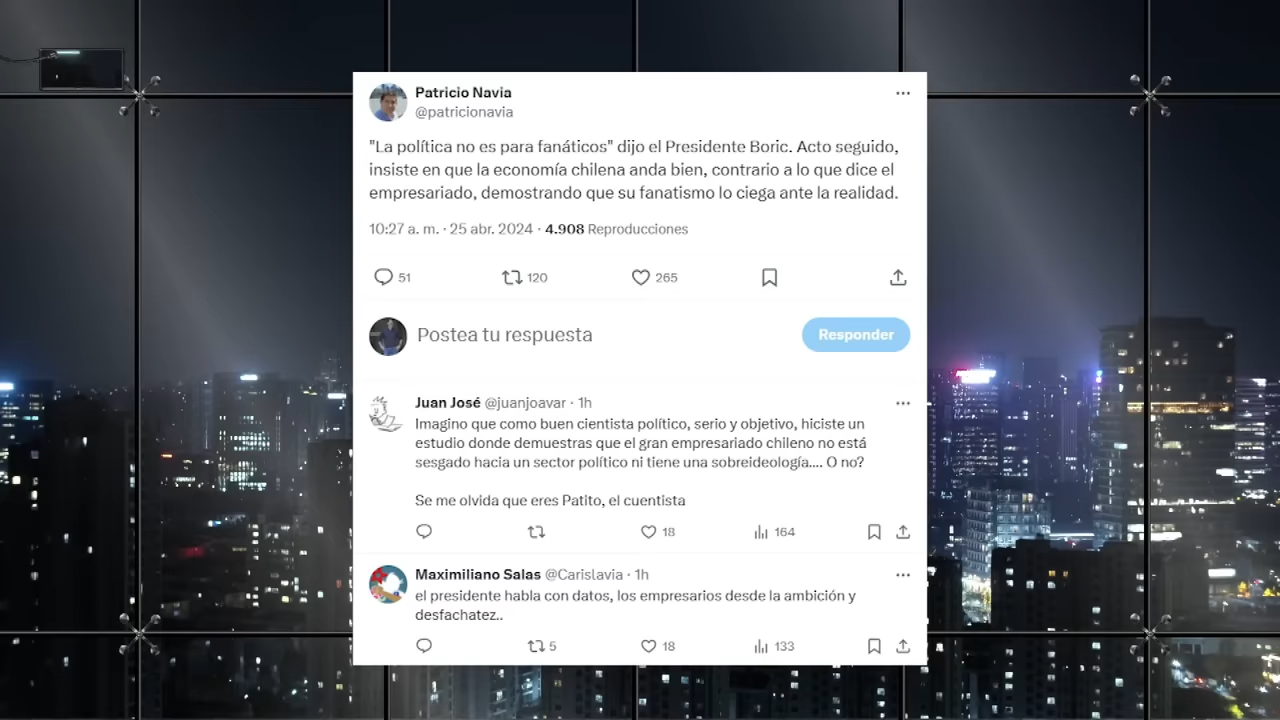 Patricio Navia
@patricionavia
"La política no es para fanáticos" dijo el Presidente Boric. Acto seguido,
insiste en que la economía chilena anda bien, contrario a lo que dice el
empresariado, demostrando que su fanatismo lo ciega ante la realidad.
10:27 a. m. · 25 abr. 2024 · 4.908 Reproducciones
51 120 265
Postea tu respuesta Responder
Juan José @juanjoavar · 1h
Imagino que como buen cientista político, serio y objetivo, hiciste un
estudio donde demuestras que el gran empresariado chileno no está
sesgado hacia un sector político ni tiene una sobreideología.... O no?
Se me olvida que eres Patito, el cuentista
18 164
Maximiliano Salas @Carislavia · 1h
el presidente habla con datos, los empresarios desde la ambición y
desfachatez..
5 18 133